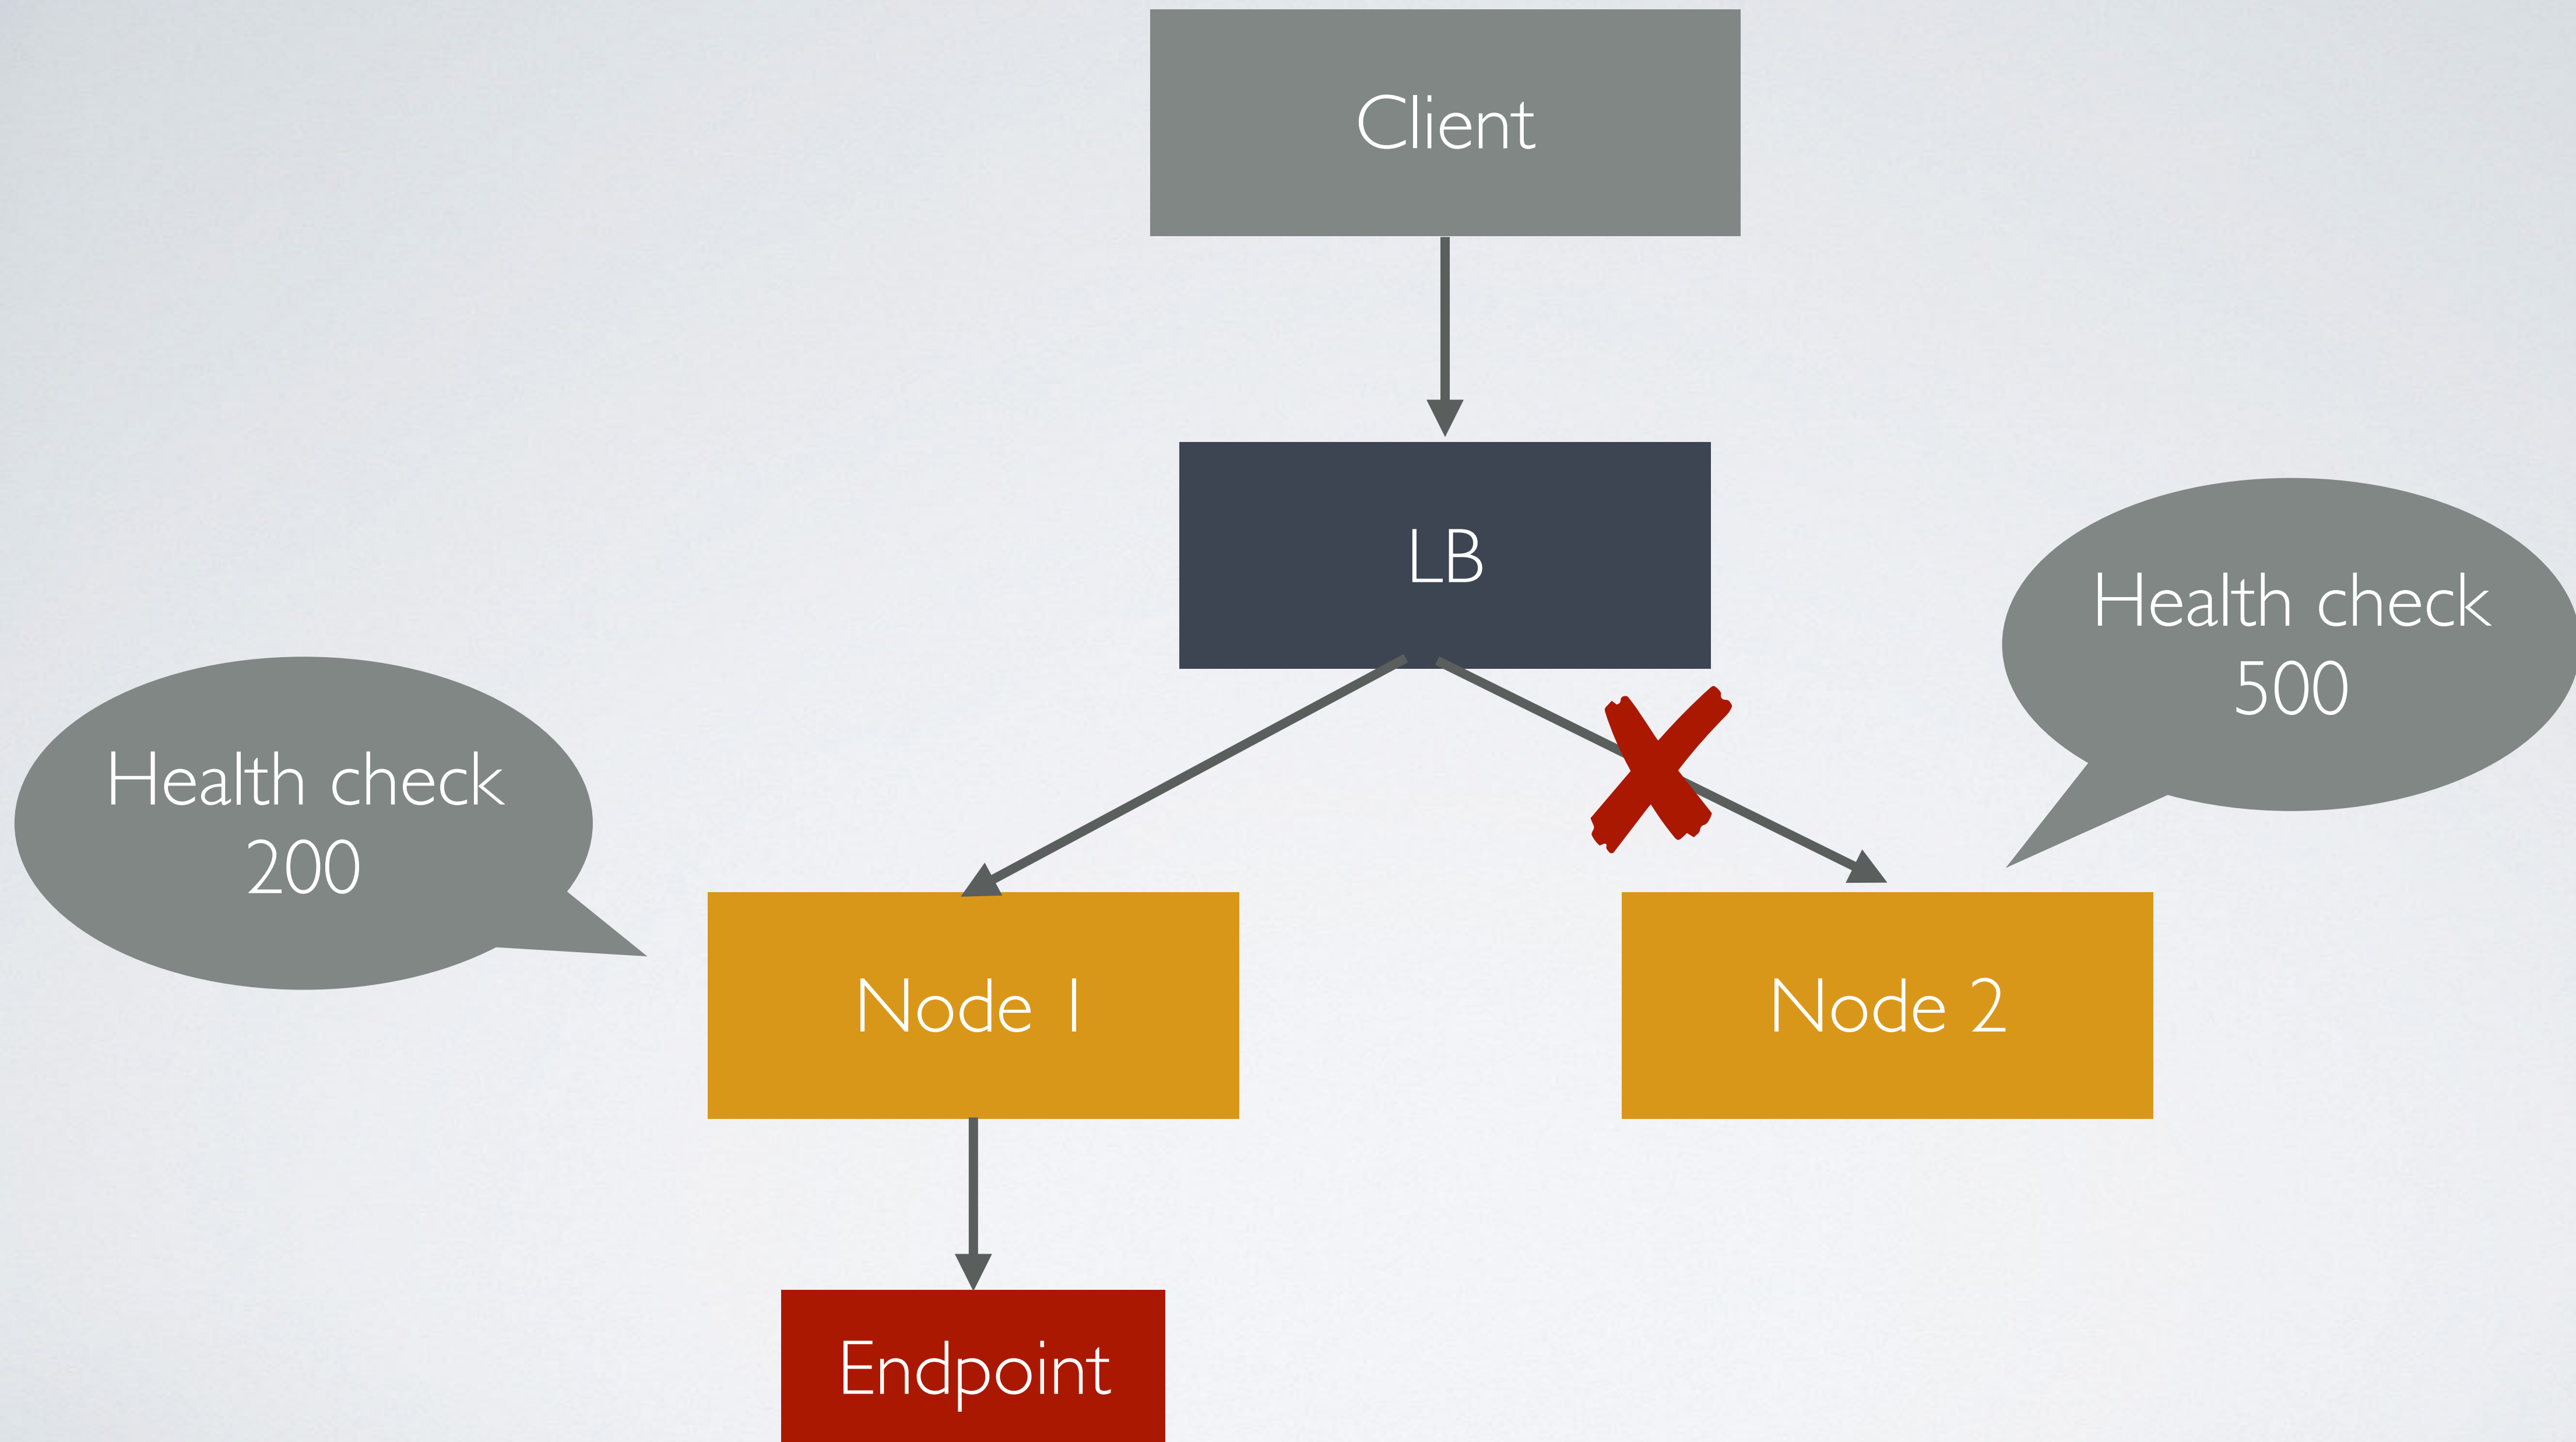 Client
LB
Health check
500
Health check
200
Node 1
Node 2
Endpoint